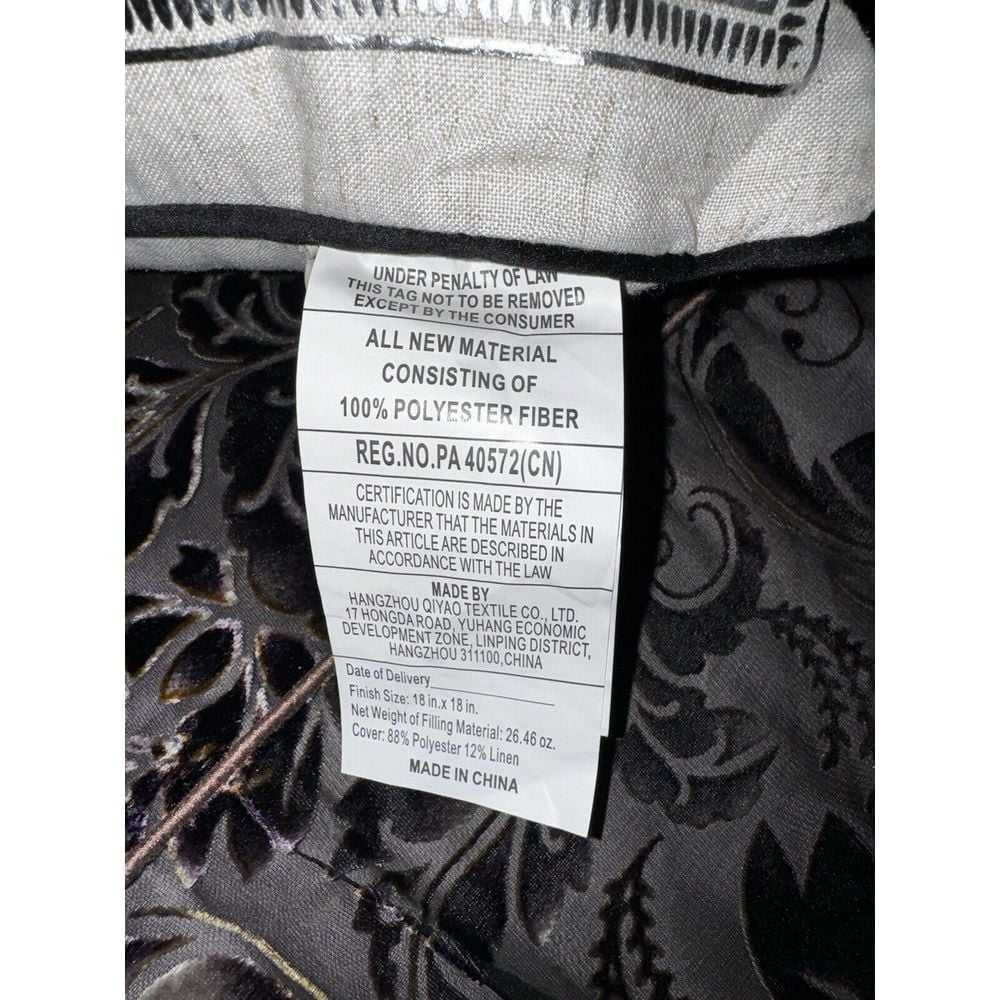 UNDER PENALTY OF LAW
THIS TAG NOT TO BE REMOVED
EXCEPT BY THE CONSUMER
ALL NEW MATERIAL
CONSISTING OF
100% POLYESTER FIBER
REG.NO.PA 40572(CN)
CERTIFICATION IS MADE BY THE
MANUFACTURER THAT THE MATERIALS IN
THIS ARTICLE ARE DESCRIBED IN
ACCORDANCE WITH THE LAW
MADE BY
HANGZHOU QIYAO TEXTILE CO., LTD.
17 HONGDA ROAD, YUHANG ECONOMIC
DEVELOPMENT ZONE, LINPING DISTRICT,
HANGZHOU 311100,CHINA
Date of Delivery
Finish Size: 18 in.x 18 in.
Net Weight of Filling Material: 26.46 oz.
Cover: 88% Polyester 12% Linen
MADE IN CHINA